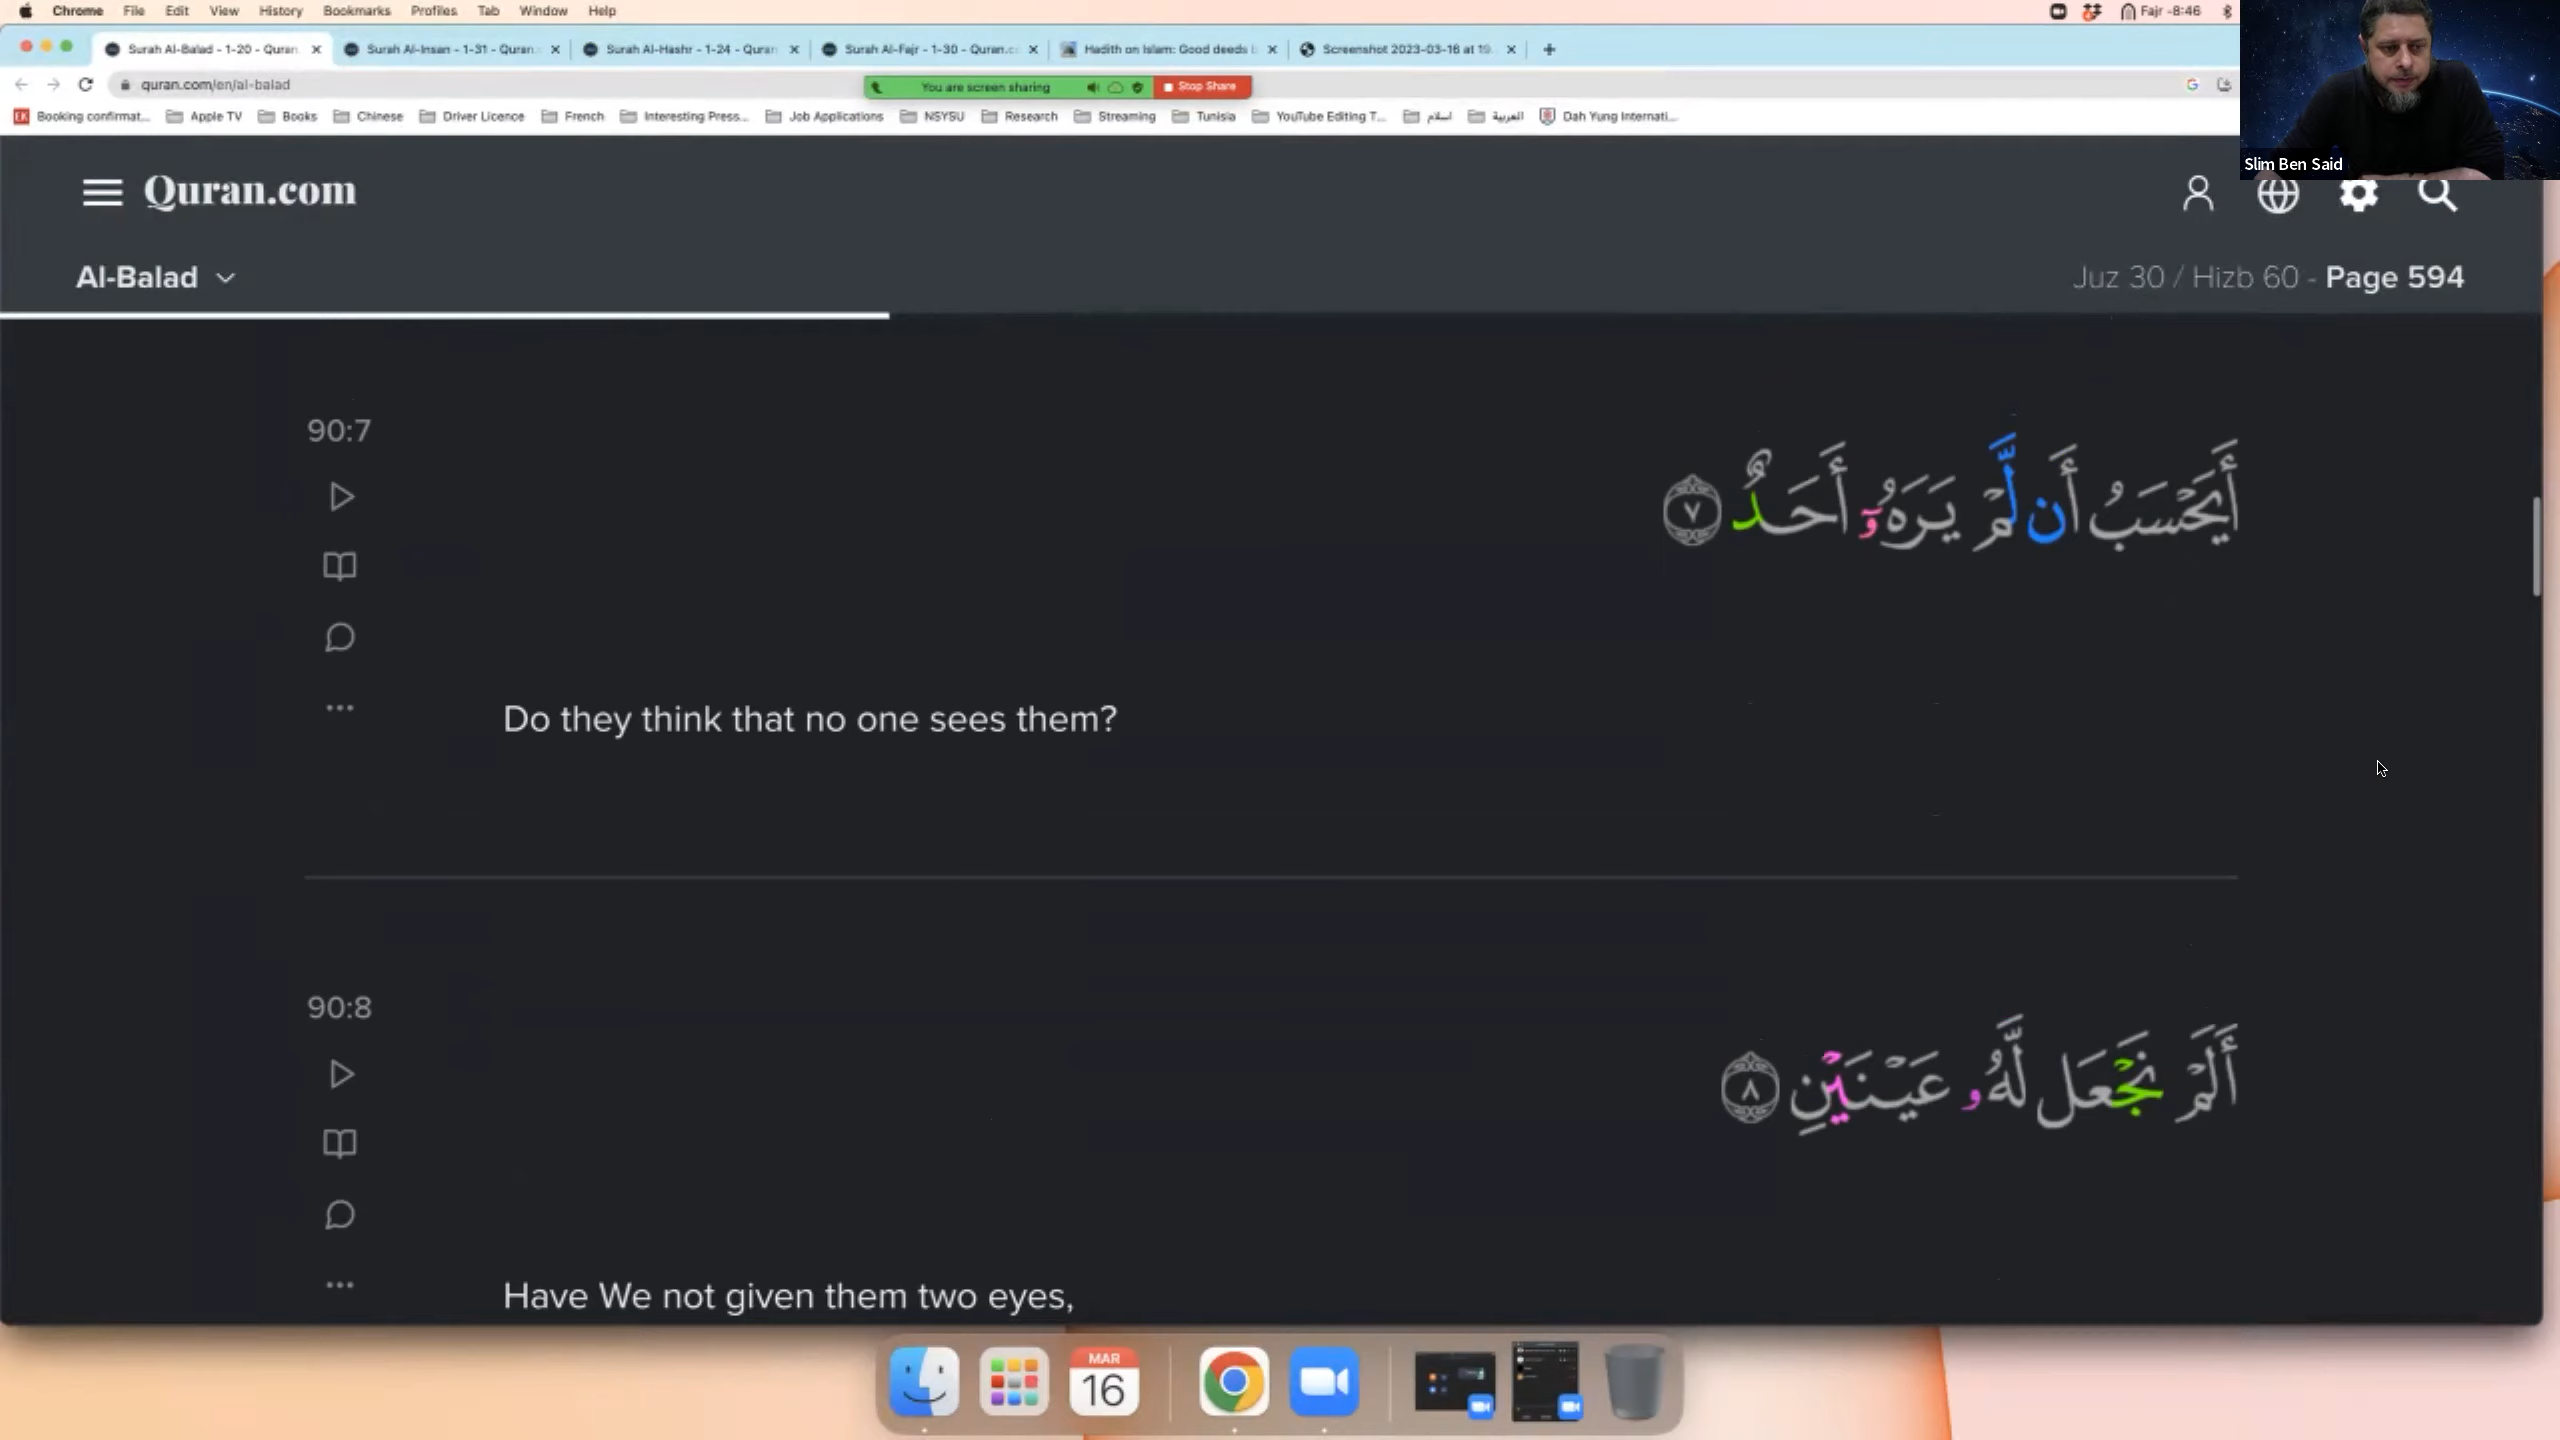 Chrome File Edit View History Bookmarks Profiles Tab Window Help Fajr -8:46
Surah Al-Balad - 1-20 - Quran Surah Al-Insan - 1-31 - Quran Surah Al-Hashr - 1-24 - Quran Surah Al-Fajr - 1-30 - Quran.c Hadith on Islam: Good deeds Screenshot 2023-03-16 at 19.
quran.com/en/al-balad You are screen sharing Stop Share
Booking confirmat... Apple TV Books Chinese Driver Licence French Interesting Press... Job Applications NSYSU Research Streaming Tunisia YouTube Editing T... اسلام العربية Dah Yung Internati...
Slim Ben Said
Quran.com
Al-Balad Juz 30 / Hizb 60 - Page 594
90:7
أَيَحْسَبُ أَن لَّمْ يَرَهُۥٓ أَحَدٌ ٧
Do they think that no one sees them?
90:8
أَلَمْ نَجْعَل لَّهُۥ عَيْنَيْنِ ٨
Have We not given them two eyes,
MAR
16